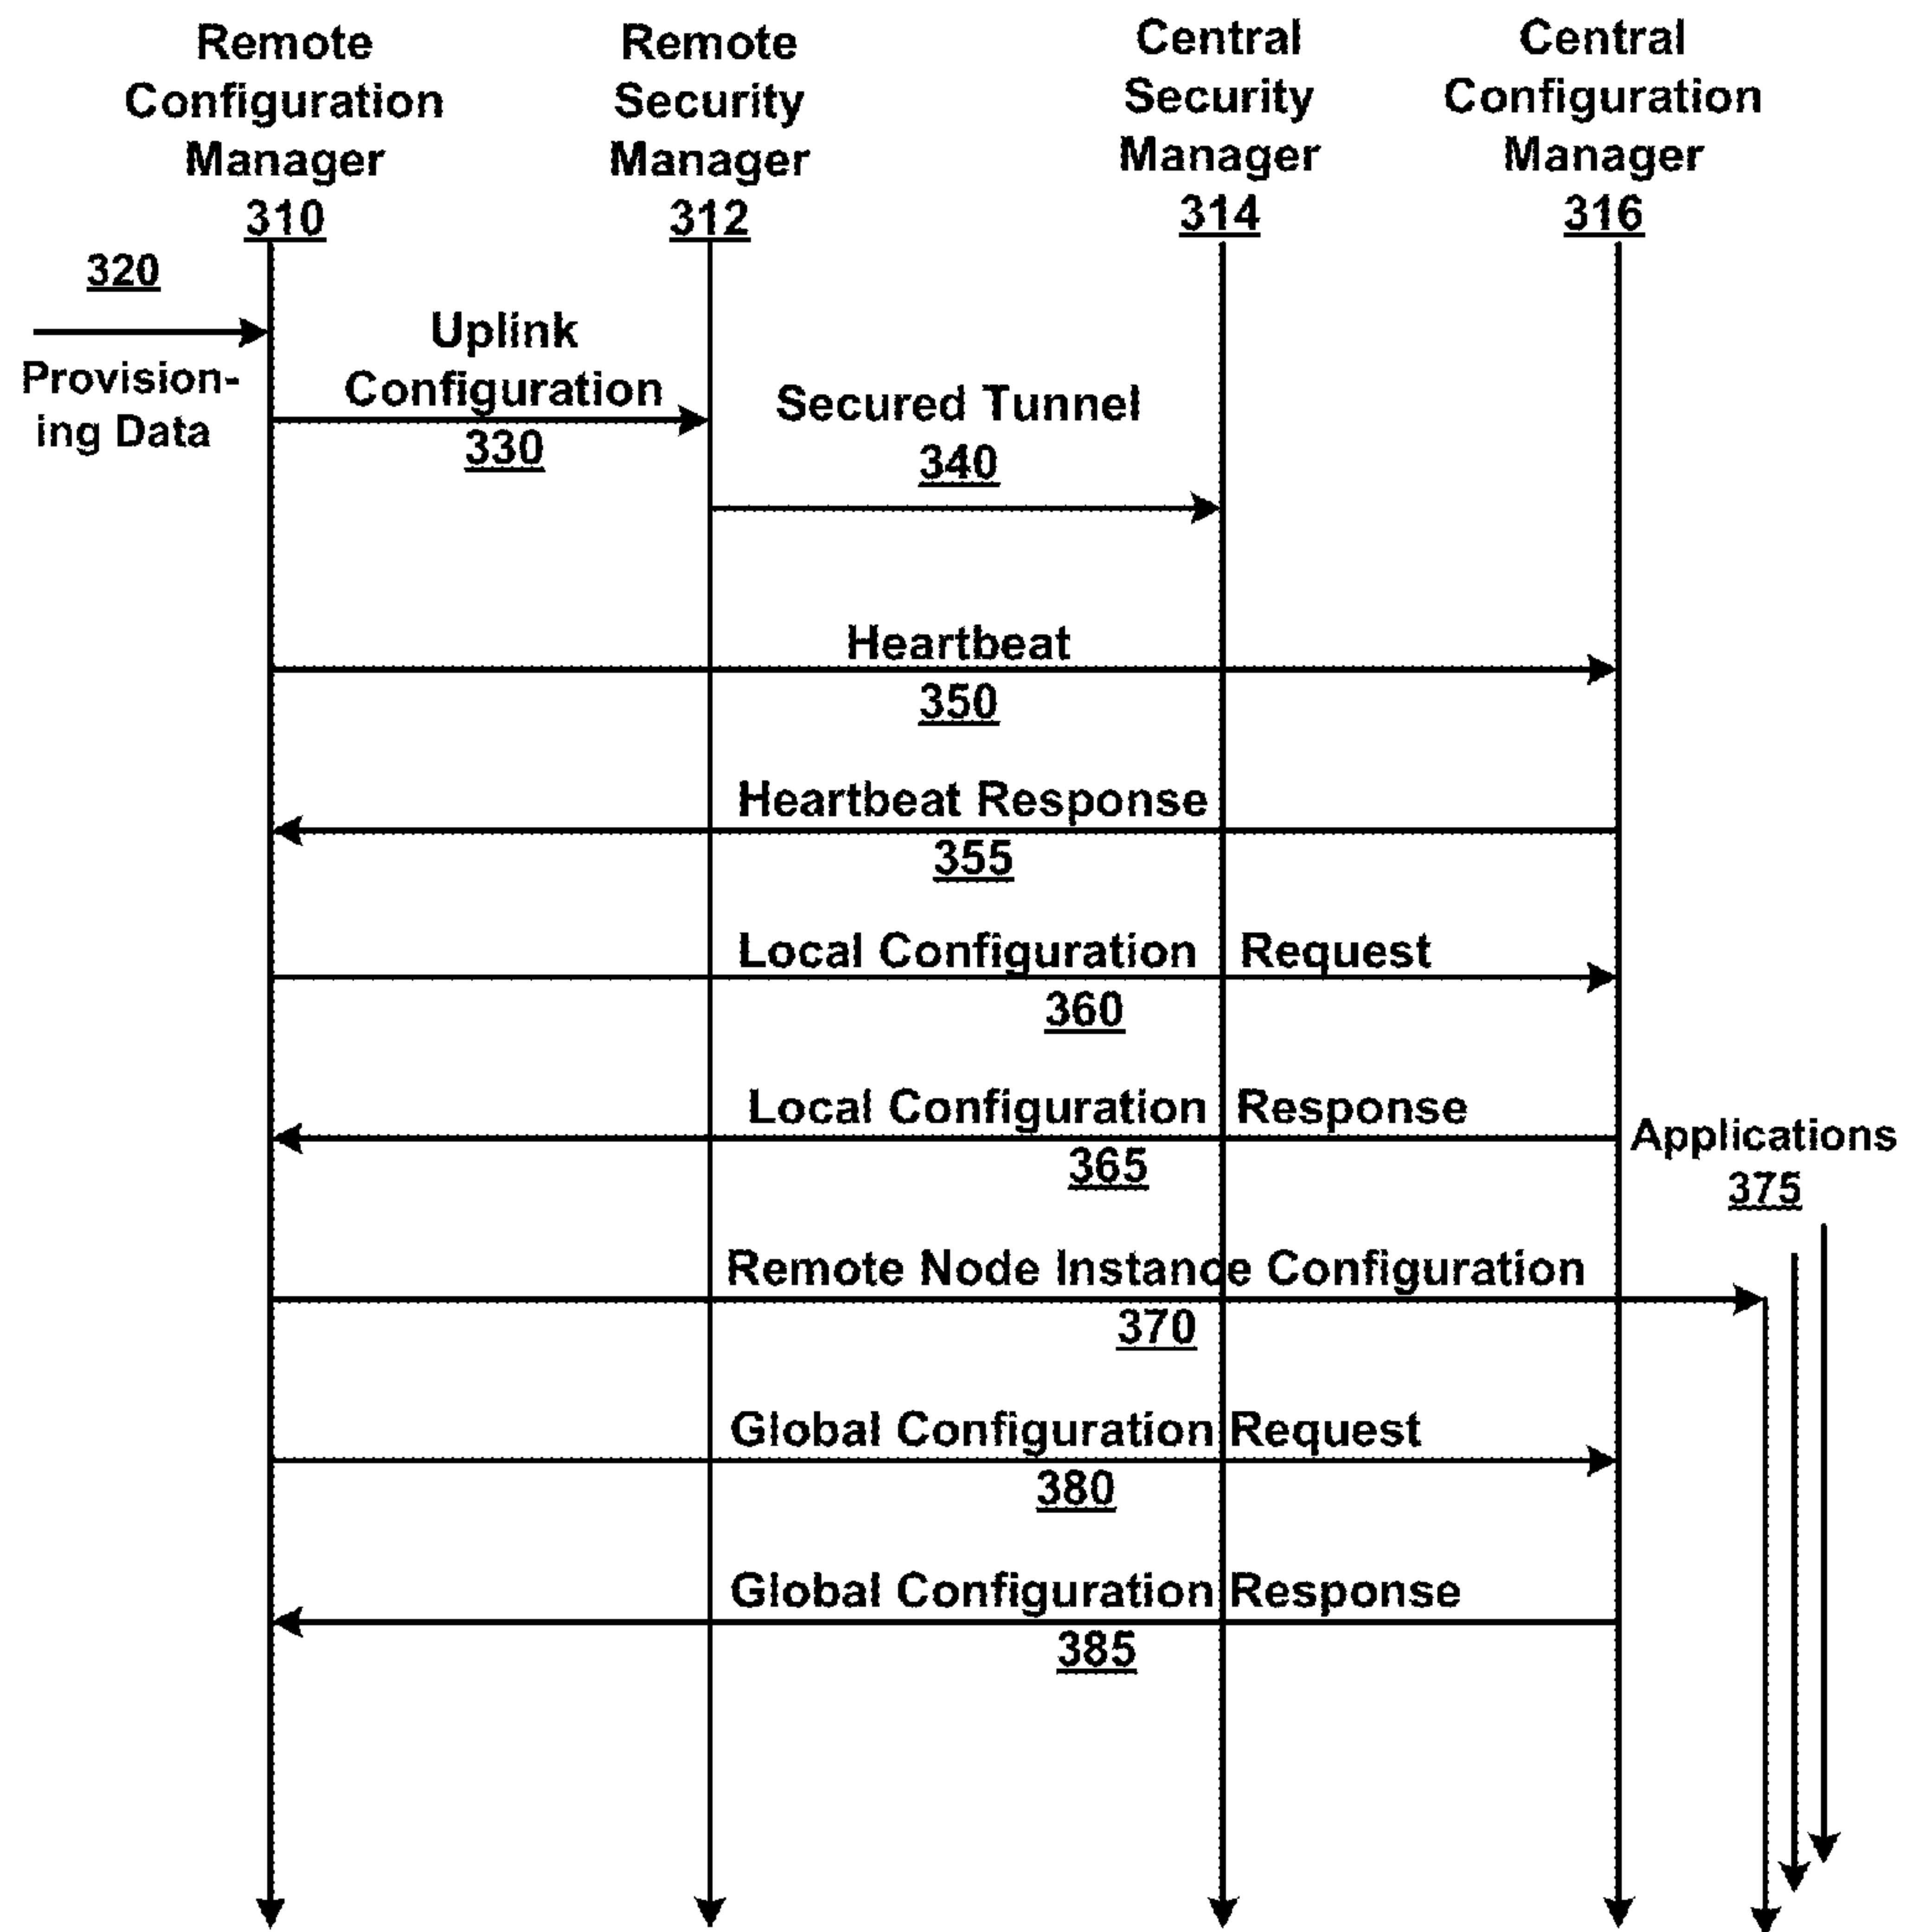 Remote
Configuration
Manager
310
Remote
Security
Manager
312
Central
Security
Manager
314
Central
Configuration
Manager
316
320
Provision-
ing Data
Uplink
Configuration
330
Secured Tunnel
340
Heartbeat
350
Heartbeat Response
355
Local Configuration Request
360
Local Configuration Response
365
Applications
375
Remote Node Instance Configuration
370
Global Configuration Request
380
Global Configuration Response
385